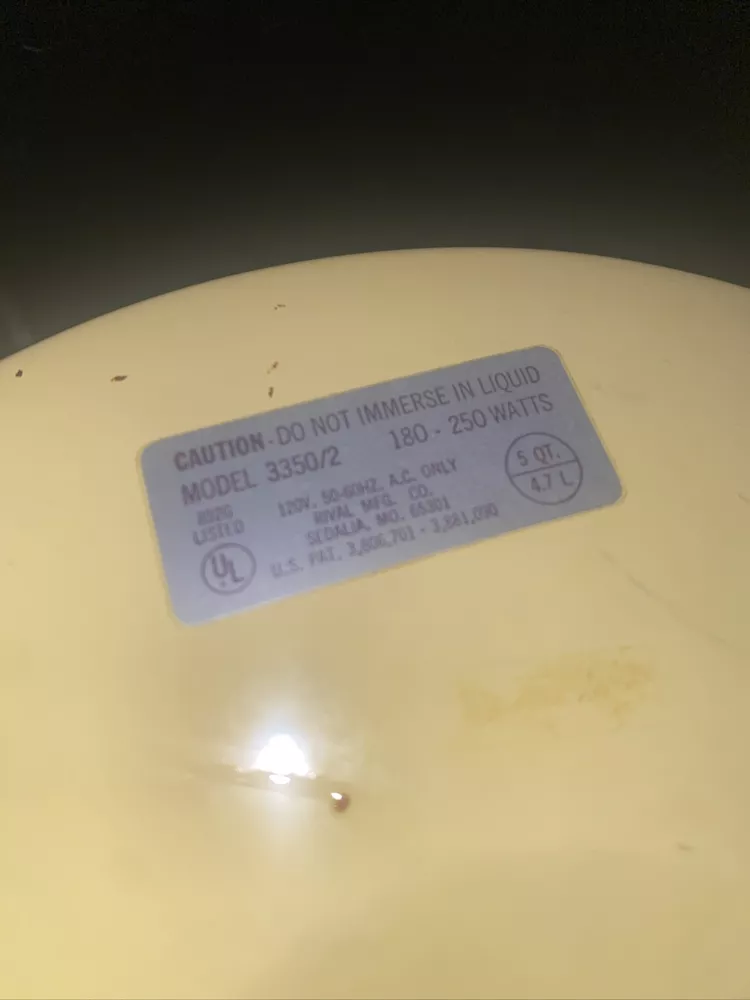 CAUTION - DO NOT IMMERSE IN LIQUID
MODEL 3350/2 180 - 250 WATTS
LISTED 120V. 50-60HZ. A.C. ONLY
RIVAL MFG. CO.
SEDALIA, MO. 65301
U.S. PAT. 3,806,701 - 3,881,090
UL
5 QT.
4.7 L